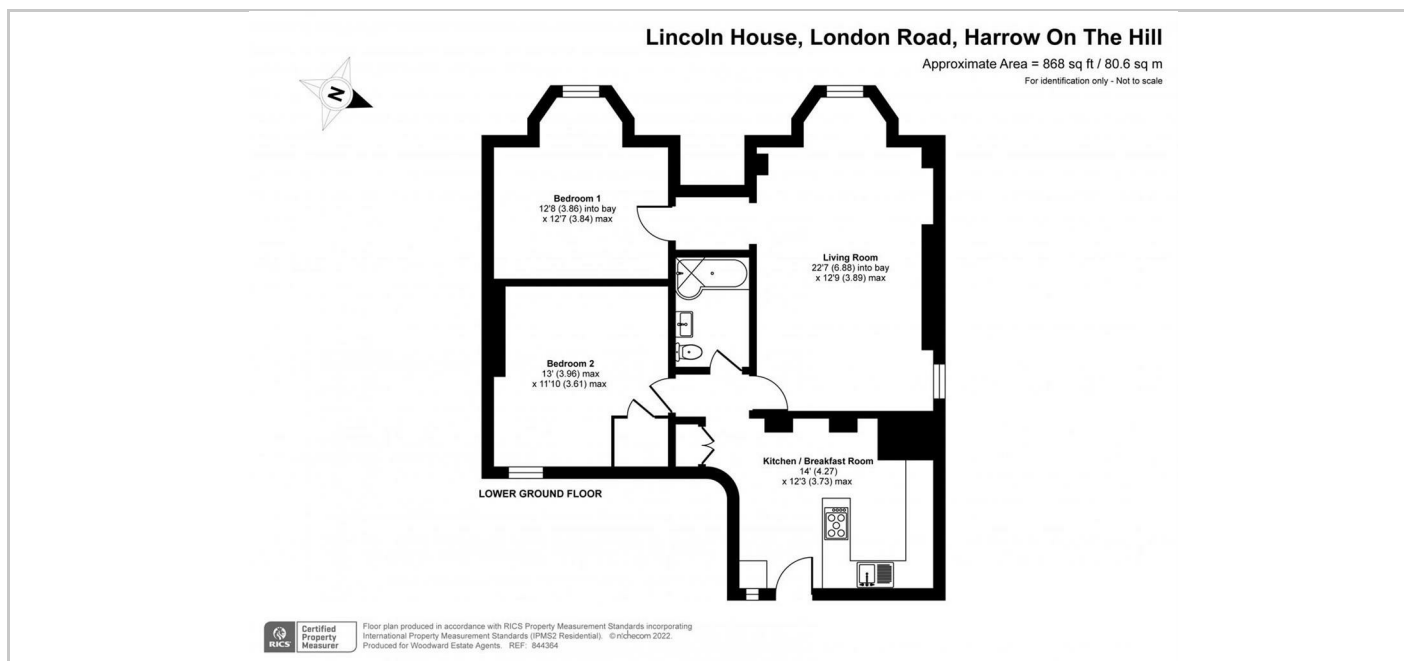 Lincoln House, London Road, Harrow On The Hill
Approximate Area = 868 sq ft / 80.6 sq m
For identification only - Not to scale
N
Bedroom 1
12'8 (3.86) into bay
x 12'7 (3.84) max
Living Room
22'7 (6.88) into bay
x 12'9 (3.89) max
Bedroom 2
13' (3.96) max
x 11'10 (3.61) max
Kitchen / Breakfast Room
14' (4.27)
x 12'3 (3.73) max
LOWER GROUND FLOOR
RICS
Certified
Property
Measurer
Floor plan produced in accordance with RICS Property Measurement Standards incorporating
International Property Measurement Standards (IPMS2 Residential). ©nichecom 2022.
Produced for Woodward Estate Agents. REF: 844364